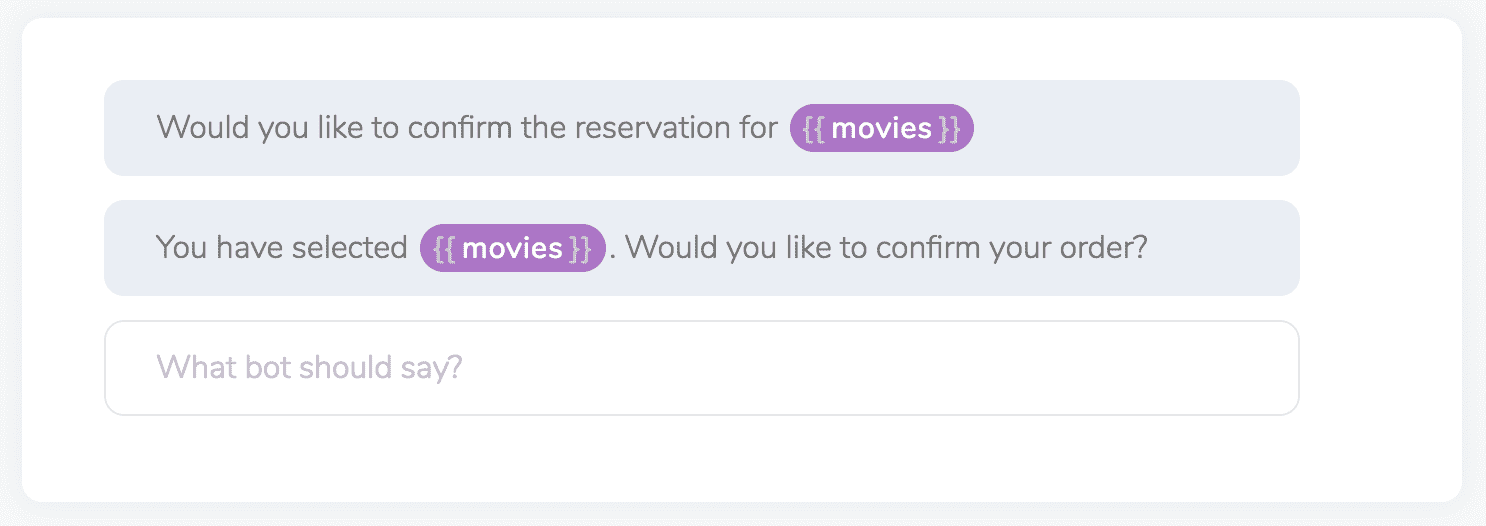 Would you like to confirm the reservation for {{ movies }}
You have selected {{ movies }}. Would you like to confirm your order?
What bot should say?